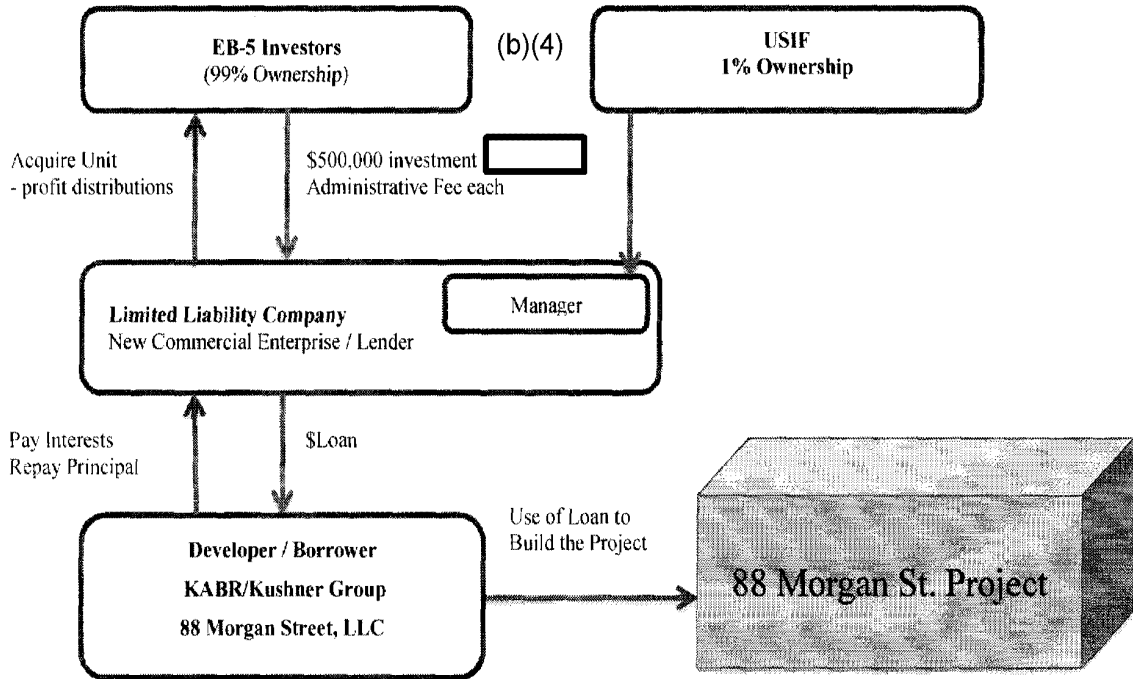 EB-5 Investors
(99% Ownership)
(b)(4)
USIF
1% Ownership
Acquire Unit
- profit distributions
$500,000 investment
Administrative Fee each
Manager
Limited Liability Company
New Commercial Enterprise / Lender
Pay Interests
Repay Principal
$Loan
Developer / Borrower
KABR/Kushner Group
88 Morgan Street, LLC
Use of Loan to
Build the Project
88 Morgan St. Project